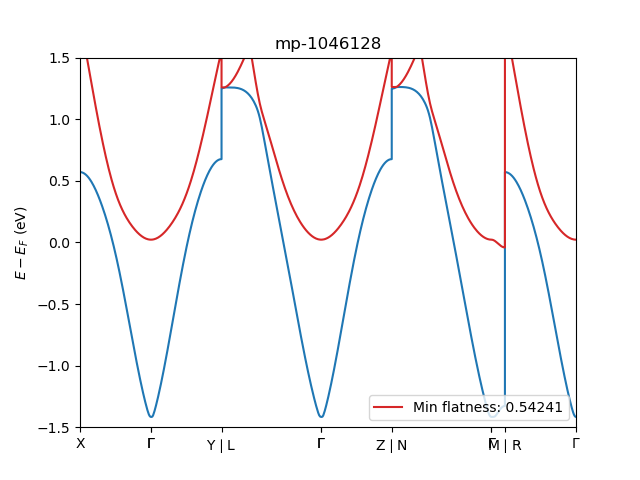 mp-1046128
1.5
1.0
0.5
0.0
−0.5
−1.0
−1.5
E − E_F (eV)
Min flatness: 0.54241
X Γ Y | L Γ Z | N Γ M | R Γ